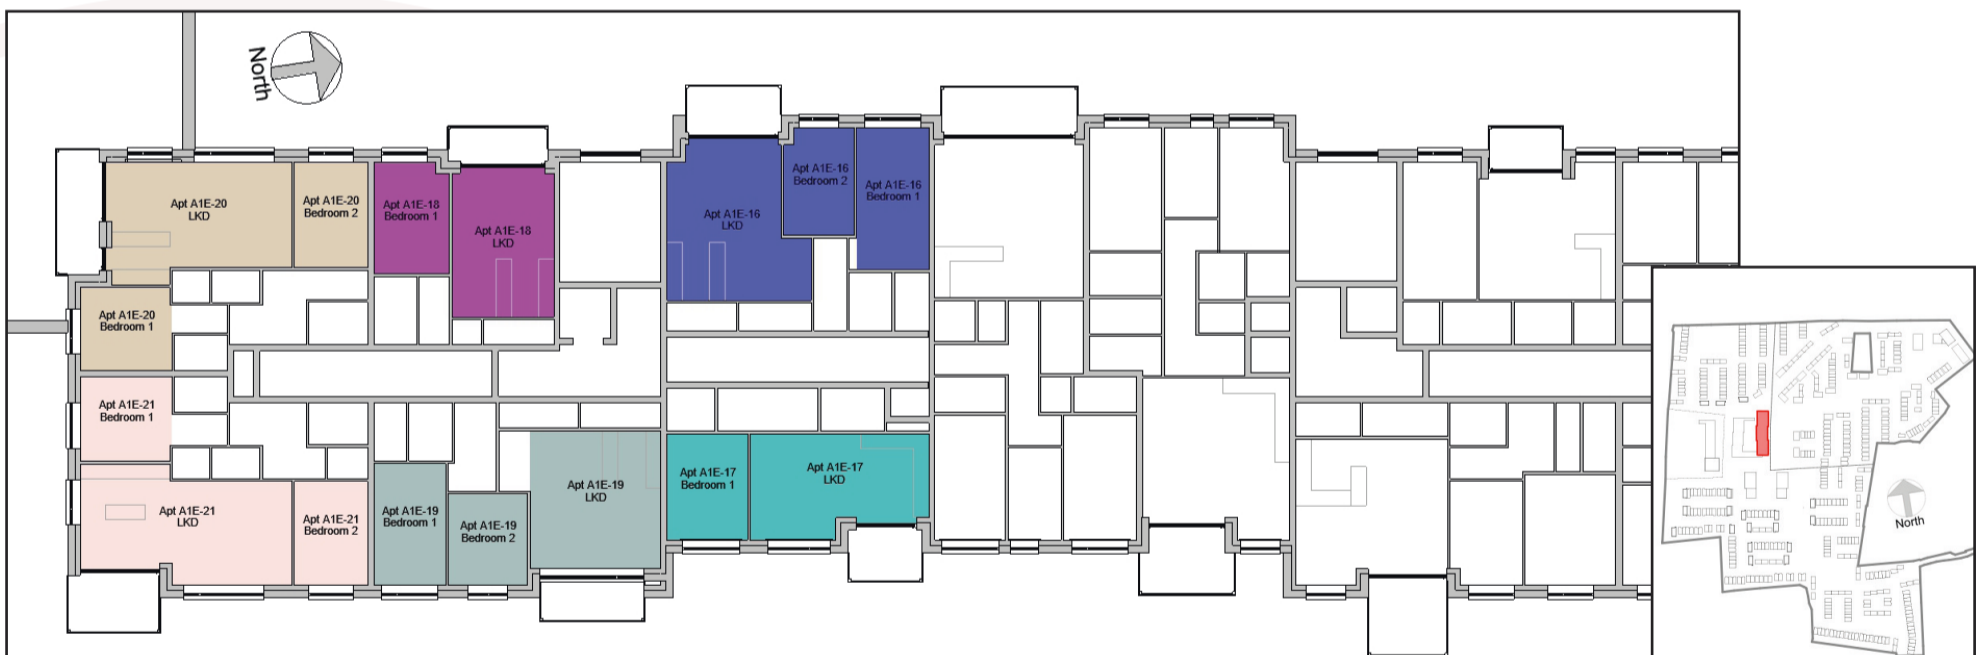 North
Apt A1E-20
LKD
Apt A1E-20
Bedroom 2
Apt A1E-18
Bedroom 1
Apt A1E-18
LKD
Apt A1E-16
LKD
Apt A1E-16
Bedroom 2
Apt A1E-16
Bedroom 1
Apt A1E-20
Bedroom 1
Apt A1E-21
Bedroom 1
Apt A1E-21
LKD
Apt A1E-21
Bedroom 2
Apt A1E-19
Bedroom 1
Apt A1E-19
Bedroom 2
Apt A1E-19
LKD
Apt A1E-17
Bedroom 1
Apt A1E-17
LKD
North